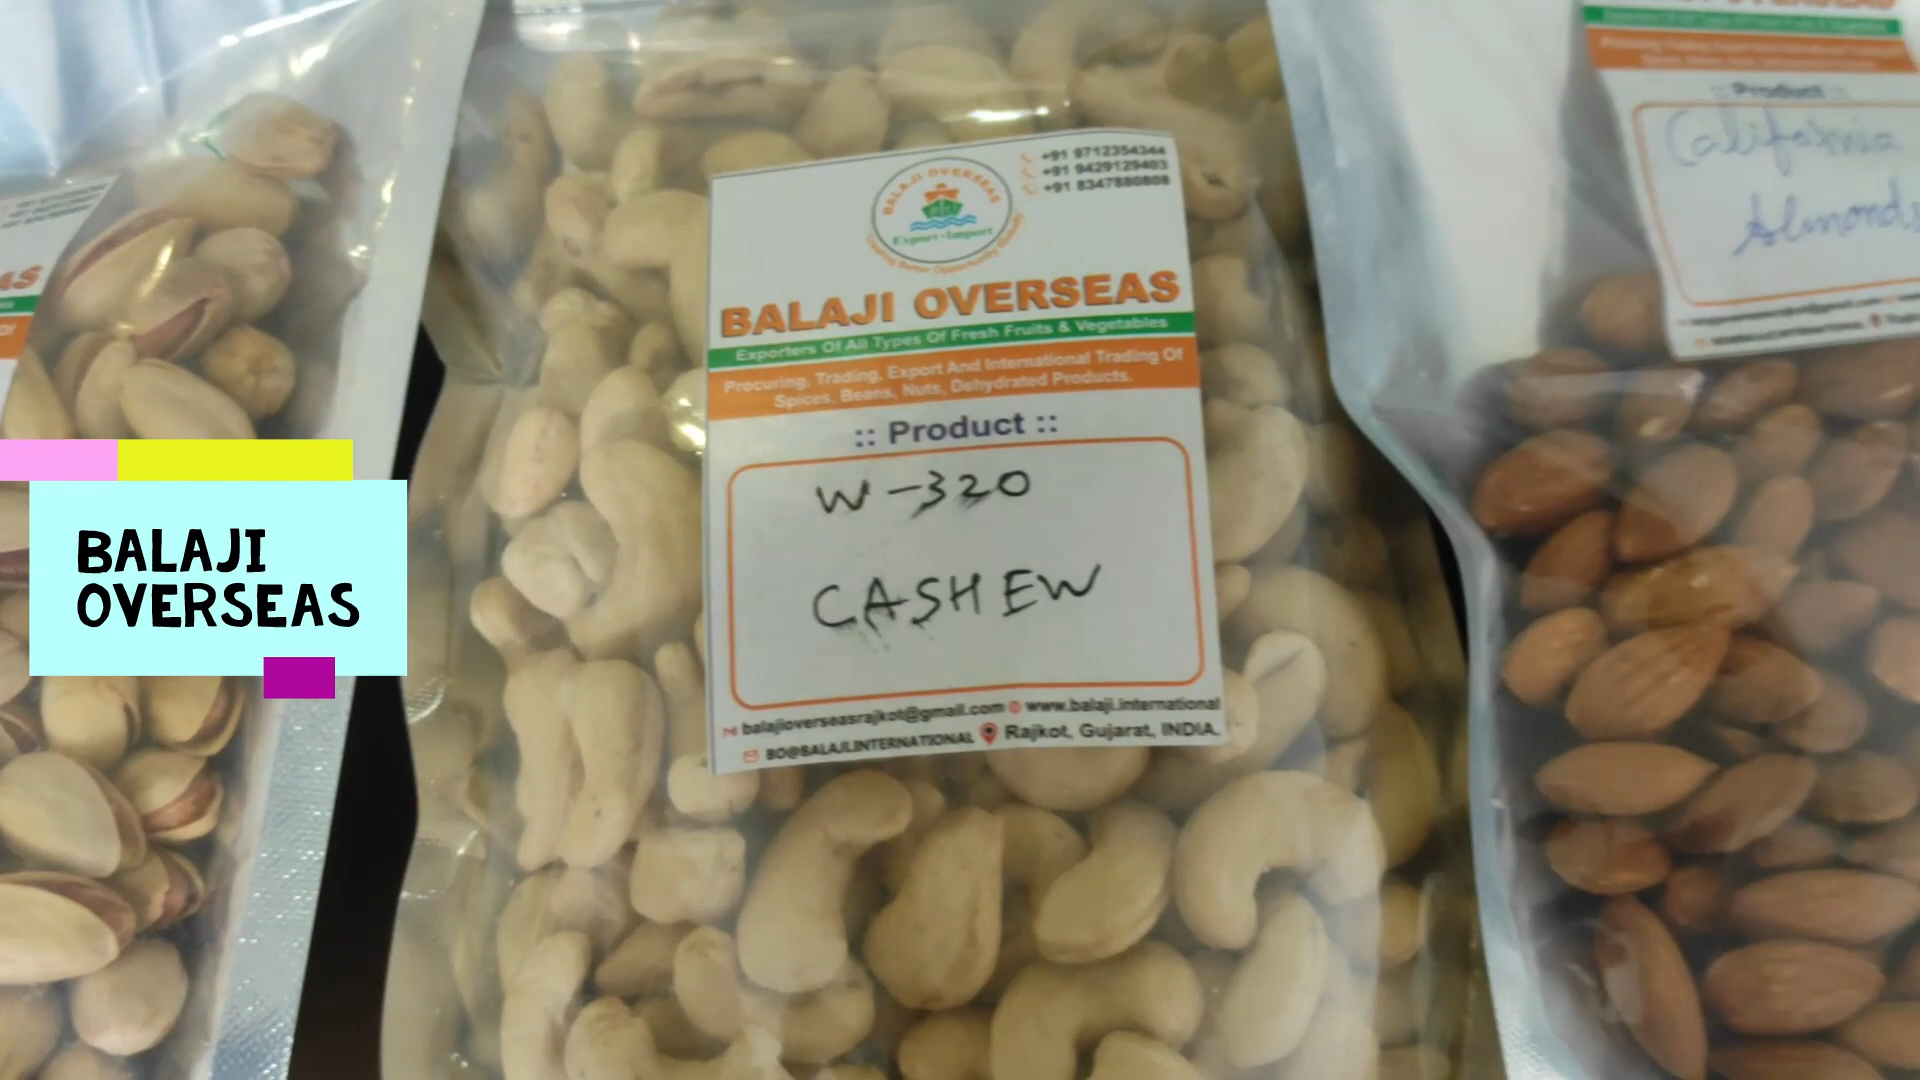 BALAJI OVERSEAS
Export - Import
+91 9712354344
+91 9429129403
+91 8347880808
BALAJI OVERSEAS
Exporters Of All Types Of Fresh Fruits & Vegetables
Procuring, Trading, Export And International Trading Of
Spices, Beans, Nuts, Dehydrated Products.
:: Product ::
W-320
CASHEW
balajioverseasrajkot@gmail.com www.balaji.international
BO@BALAJI.INTERNATIONAL Rajkot, Gujarat, INDIA.
BALAJI
OVERSEAS
AS
:: Product ::
California
Almonds